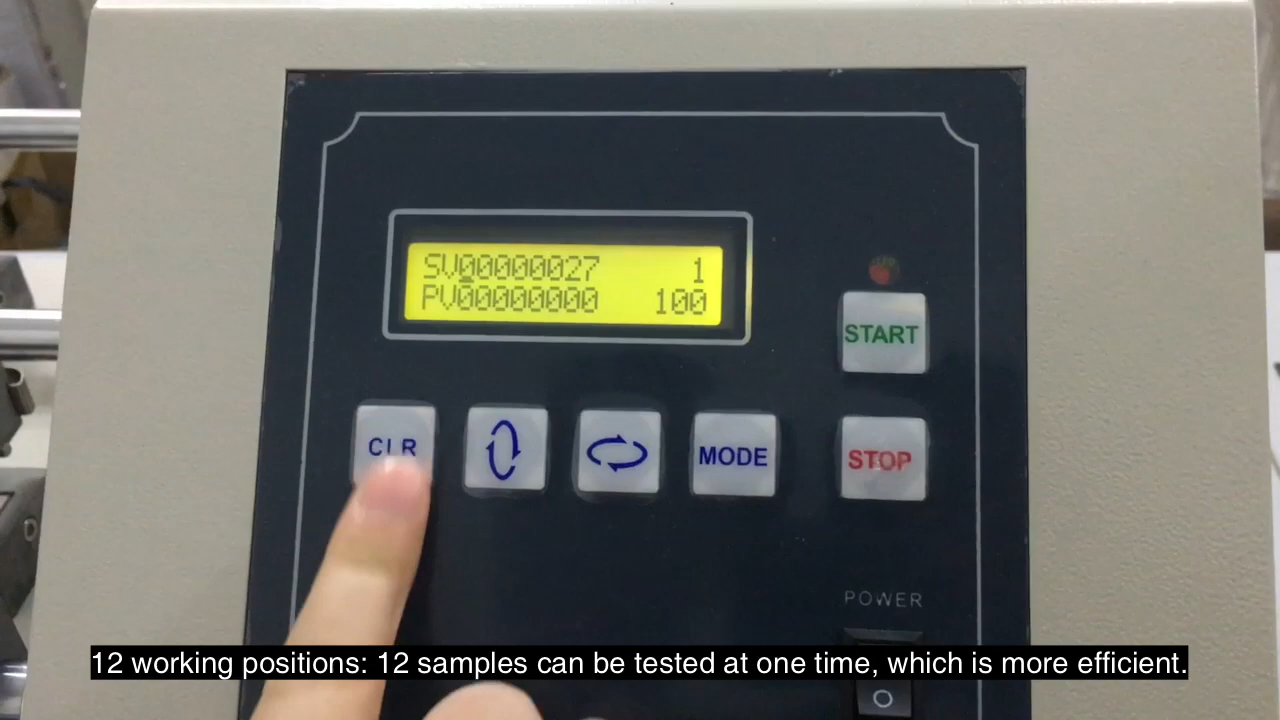 SV00000027 1
PV00000000 100
START
CLR
MODE
STOP
POWER
12 working positions: 12 samples can be tested at one time, which is more efficient.